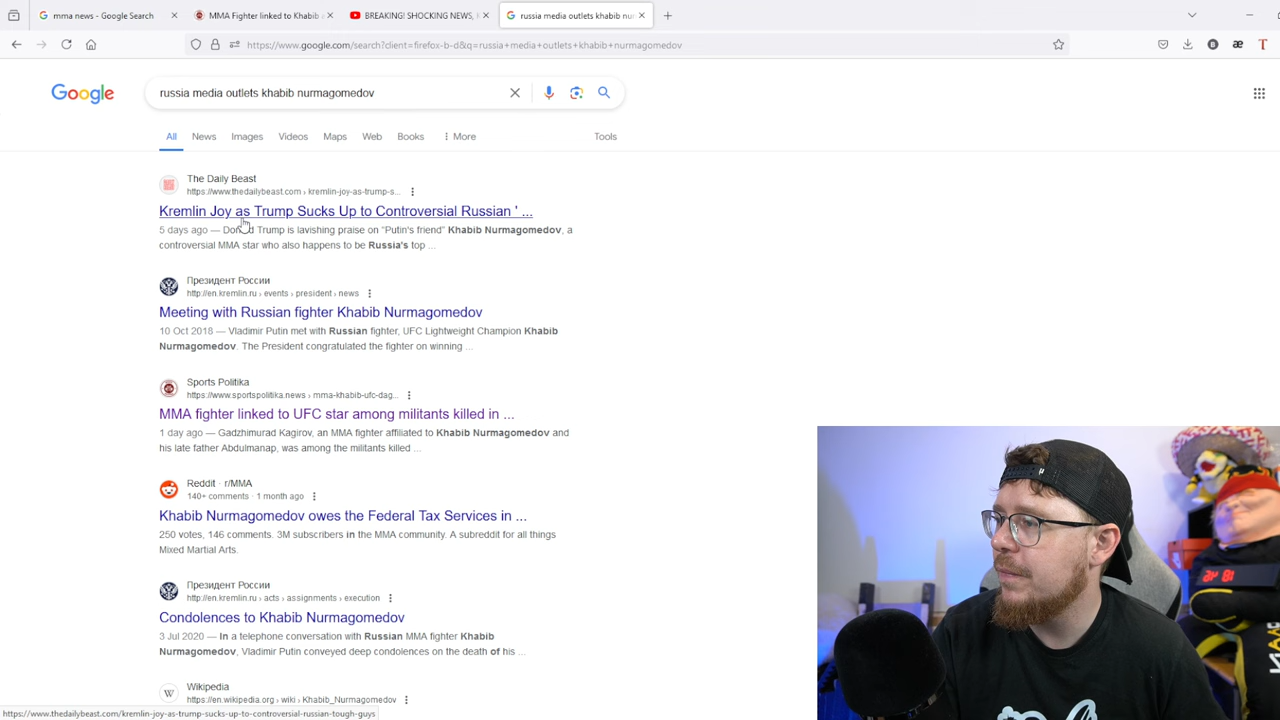 mma news - Google Search
MMA Fighter linked to Khabib a
BREAKING! SHOCKING NEWS, K
russia media outlets khabib nur
https://www.google.com/search?client=firefox-b-d&q=russia+media+outlets+khabib+nurmagomedov
Google
russia media outlets khabib nurmagomedov
All News Images Videos Maps Web Books More Tools
The Daily Beast
https://www.thedailybeast.com › kremlin-joy-as-trump-s...
Kremlin Joy as Trump Sucks Up to Controversial Russian ' ...
5 days ago — Donald Trump is lavishing praise on "Putin's friend" Khabib Nurmagomedov, a
controversial MMA star who also happens to be Russia's top ...
Президент России
http://en.kremlin.ru › events › president › news
Meeting with Russian fighter Khabib Nurmagomedov
10 Oct 2018 — Vladimir Putin met with Russian fighter, UFC Lightweight Champion Khabib
Nurmagomedov. The President congratulated the fighter on winning ...
Sports Politika
https://www.sportspolitika.news › mma-khabib-ufc-dag...
MMA fighter linked to UFC star among militants killed in ...
1 day ago — Gadzhimurad Kagirov, an MMA fighter affiliated to Khabib Nurmagomedov and
his late father Abdulmanap, was among the militants killed ...
Reddit · r/MMA
140+ comments · 1 month ago
Khabib Nurmagomedov owes the Federal Tax Services in ...
250 votes, 146 comments. 3M subscribers in the MMA community. A subreddit for all things
Mixed Martial Arts.
Президент России
http://en.kremlin.ru › acts › assignments › execution
Condolences to Khabib Nurmagomedov
3 Jul 2020 — In a telephone conversation with Russian MMA fighter Khabib
Nurmagomedov, Vladimir Putin conveyed deep condolences on the death of his ...
W
Wikipedia
https://en.wikipedia.org › wiki › Khabib_Nurmagomedov
https://www.thedailybeast.com/kremlin-joy-as-trump-sucks-up-to-controversial-russian-tough-guys